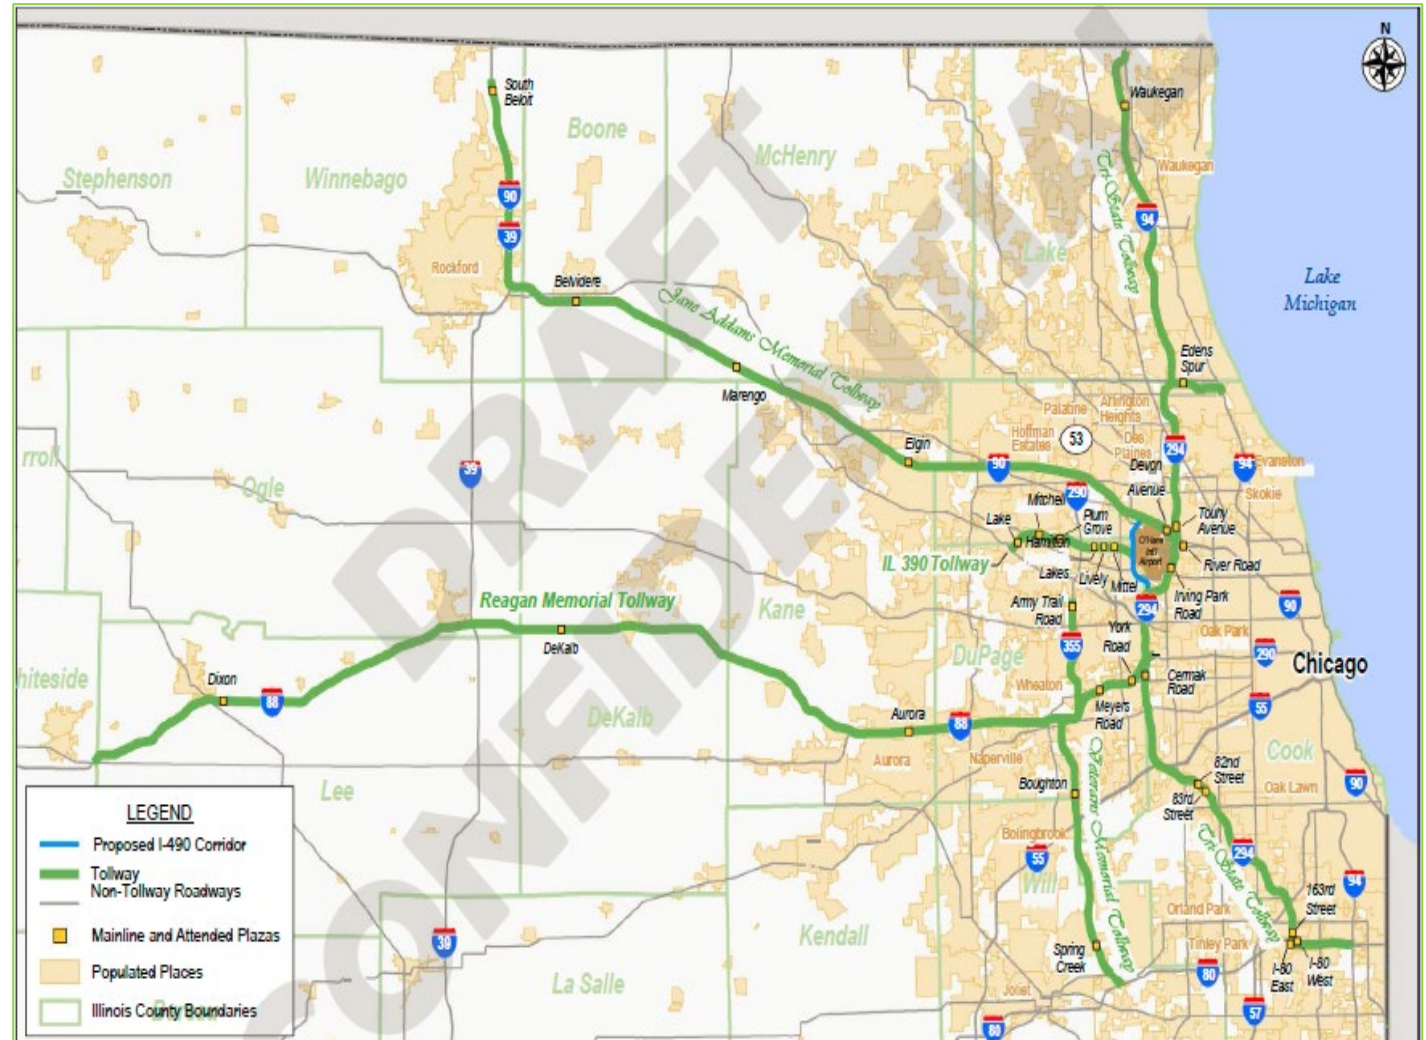 N
South
Beloit
Waukegan
Boone
McHenry
Stephenson
Winnebago
90
39
Waukegan
Tri-State Tollway
94
Lake
Rockford
Belvidere
Lake
Michigan
Jane Addams Memorial Tollway
Edens
Spur
Marengo
Palatine
Arlington
Heights
Hoffman
Estates
53
Des
Plaines
Elgin
90
294
94
Evanston
Skokie
39
Ogle
Devon
Avenue
290
Mitchell
Plum
Grove
Touhy
Avenue
Lake
Hamilton
O'Hare
Int'l
Airport
IL 390 Tollway
Lakes
Lively
Mittel
River Road
Irving Park
Road
294
90
Reagan Memorial Tollway
Kane
Army Trail
Road
York
Road
Oak Park
290
DeKalb
355
DuPage
Wheaton
Chicago
hiteside
Dixon
88
Cermak
Road
Meyers
Road
55
DeKalb
Aurora
88
Aurora
Naperville
Veterans Memorial Tollway
Cook
82nd
Street
Oak Lawn
90
Lee
Boughton
83rd
Street
Bolingbrook
55
Will
Tri-State Tollway
294
94
163rd
Street
Orland Park
Tinley Park
39
Kendall
La Salle
Spring
Creek
Joliet
80
80
I-80
East
I-80
West
57
LEGEND
Proposed I-490 Corridor
Tollway
Non-Tollway Roadways
Mainline and Attended Plazas
Populated Places
Illinois County Boundaries
DRAFT
CONFIDENTIAL